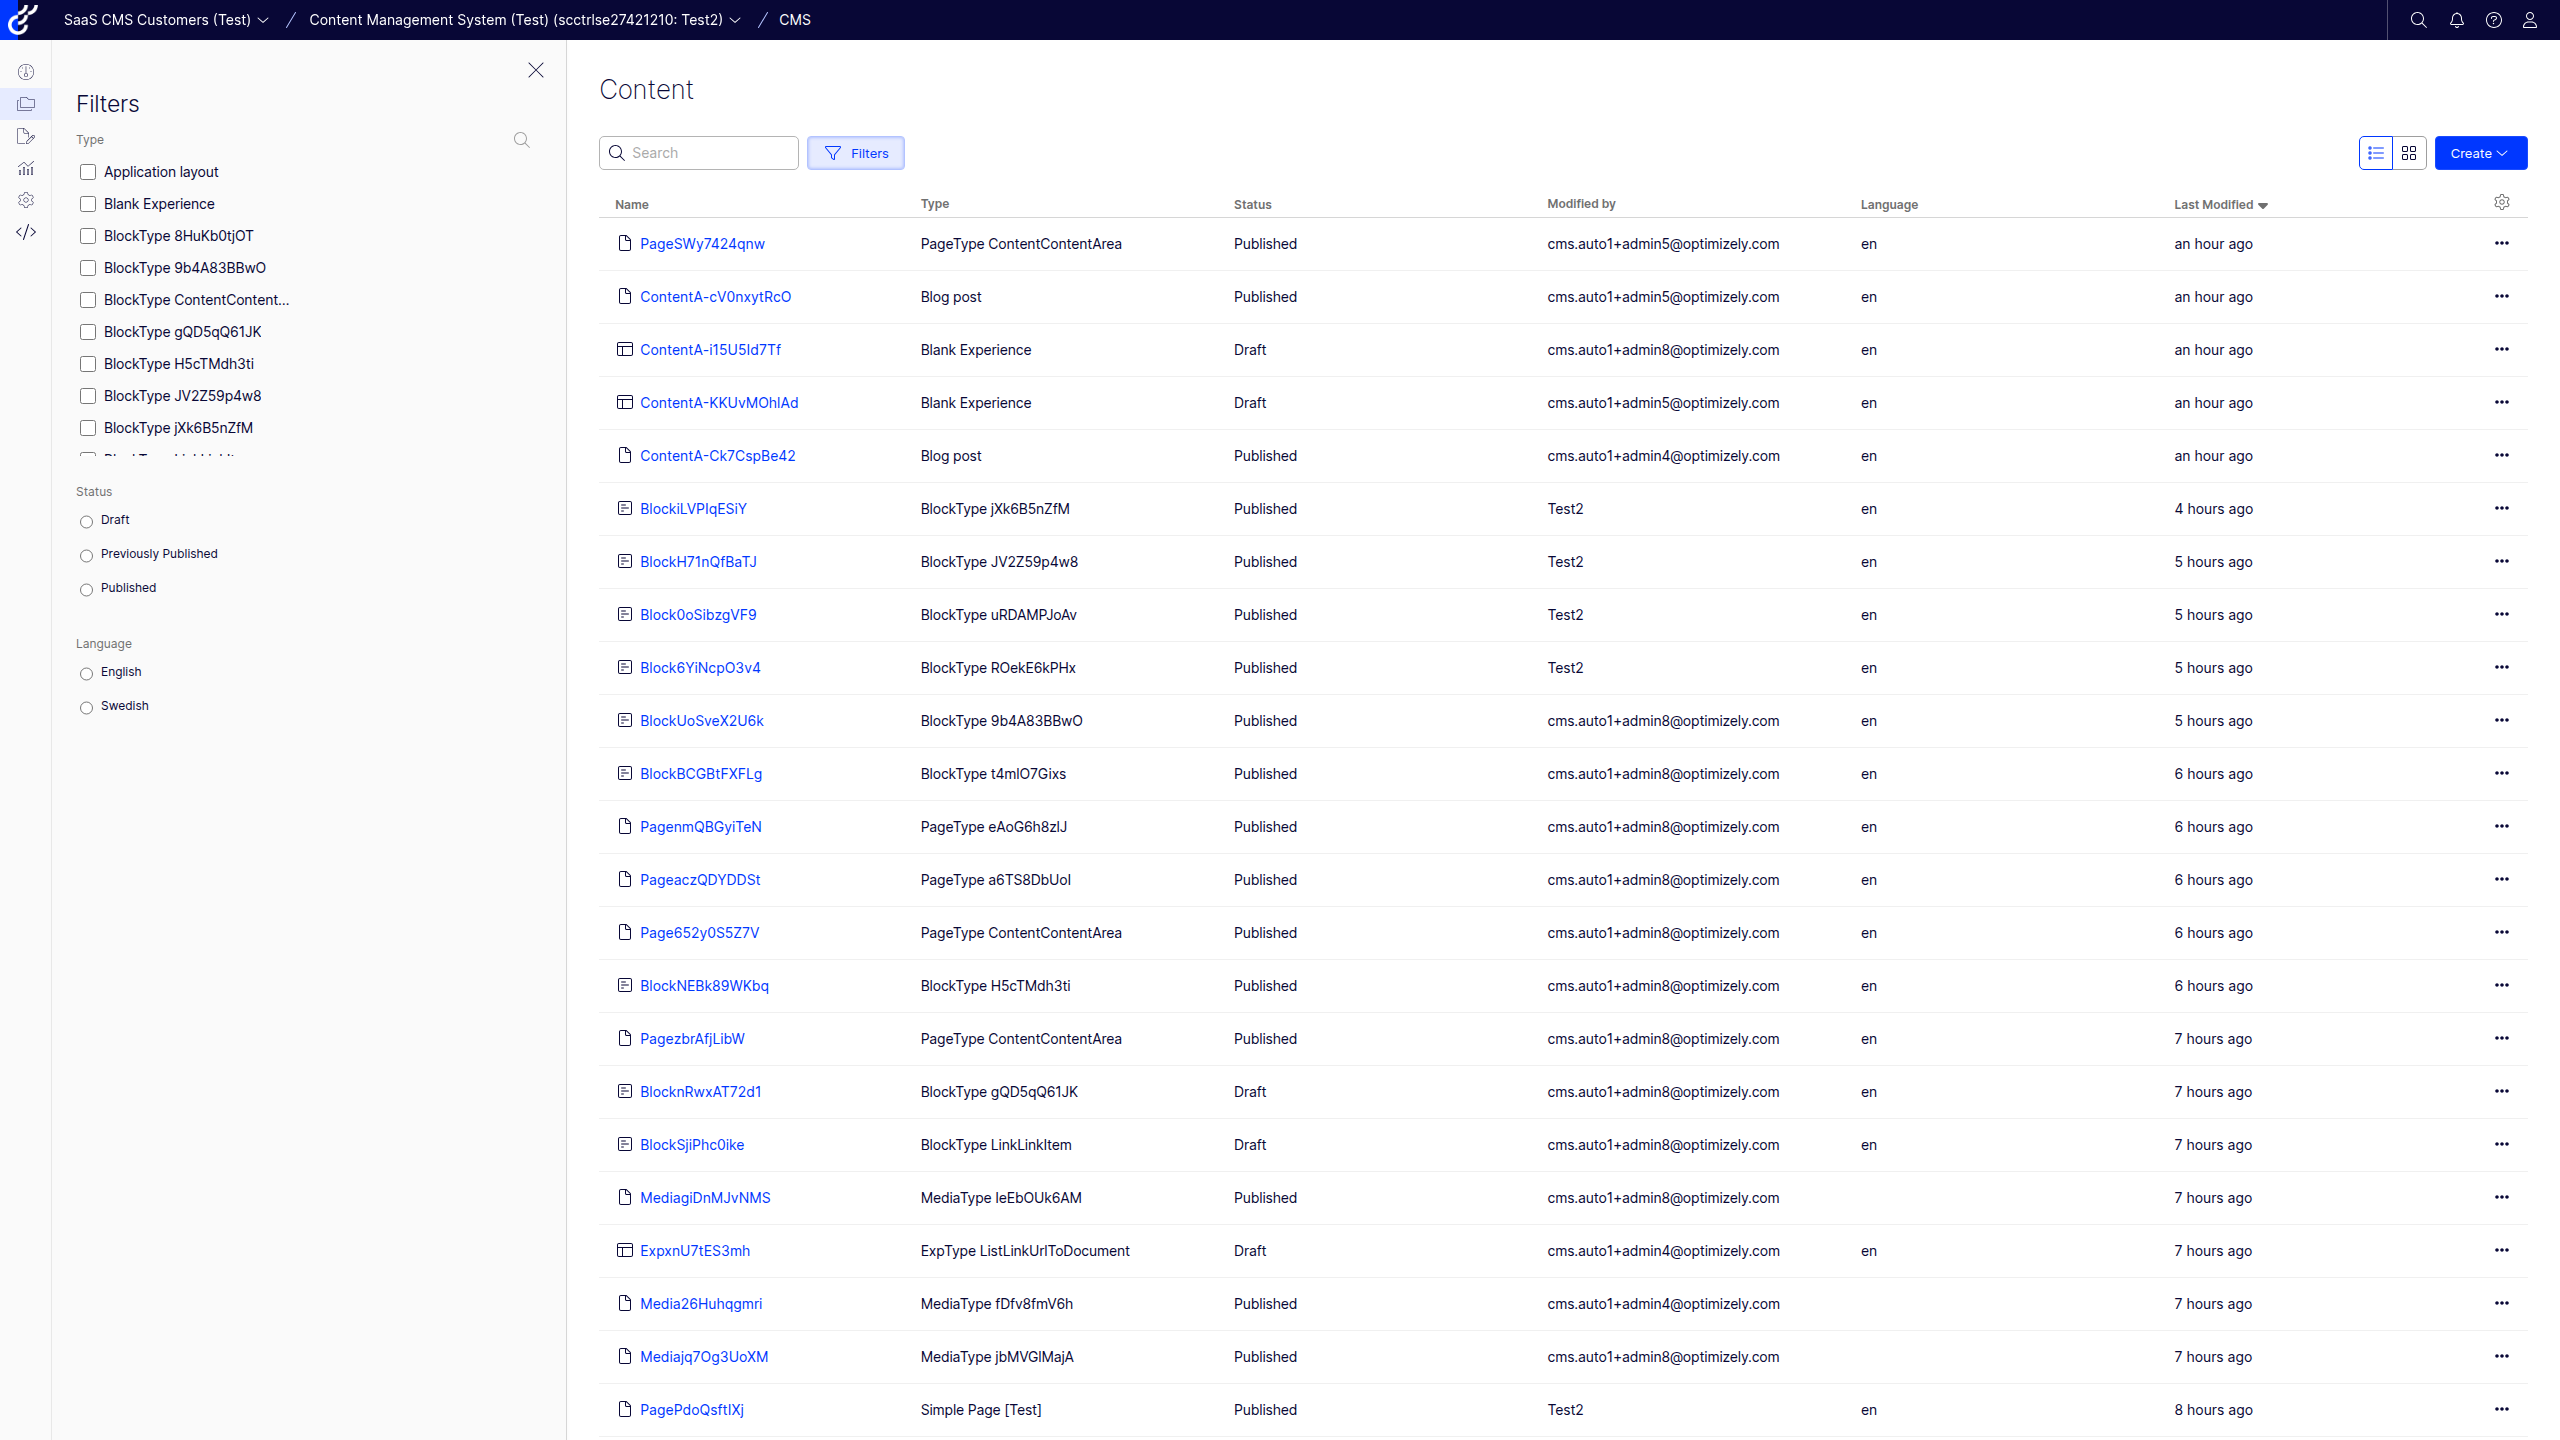 SaaS CMS Customers (Test) / Content Management System (Test) (scctrlse27421210: Test2) / CMS
Filters
Type
Application layout
Blank Experience
BlockType 8HuKb0tjOT
BlockType 9b4A83BBwO
BlockType ContentContent...
BlockType gQD5qQ61JK
BlockType H5cTMdh3ti
BlockType JV2Z59p4w8
BlockType jXk6B5nZfM
Status
Draft
Previously Published
Published
Language
English
Swedish
Content
Search Filters Create
Name Type Status Modified by Language Last Modified
PageSWy7424qnw PageType ContentContentArea Published cms.auto1+admin5@optimizely.com en an hour ago
ContentA-cV0nxytRcO Blog post Published cms.auto1+admin5@optimizely.com en an hour ago
ContentA-i15U5Id7Tf Blank Experience Draft cms.auto1+admin8@optimizely.com en an hour ago
ContentA-KKUvMOhlAd Blank Experience Draft cms.auto1+admin5@optimizely.com en an hour ago
ContentA-Ck7CspBe42 Blog post Published cms.auto1+admin4@optimizely.com en an hour ago
BlockiLVPIqESiY BlockType jXk6B5nZfM Published Test2 en 4 hours ago
BlockH71nQfBaTJ BlockType JV2Z59p4w8 Published Test2 en 5 hours ago
Block0oSibzgVF9 BlockType uRDAMPJoAv Published Test2 en 5 hours ago
Block6YiNcpO3v4 BlockType ROekE6kPHx Published Test2 en 5 hours ago
BlockUoSveX2U6k BlockType 9b4A83BBwO Published cms.auto1+admin8@optimizely.com en 5 hours ago
BlockBCGBtFXFLg BlockType t4mlO7Gixs Published cms.auto1+admin8@optimizely.com en 6 hours ago
PagenmQBGyiTeN PageType eAoG6h8zlJ Published cms.auto1+admin8@optimizely.com en 6 hours ago
PageaczQDYDDSt PageType a6TS8DbUol Published cms.auto1+admin8@optimizely.com en 6 hours ago
Page652y0S5Z7V PageType ContentContentArea Published cms.auto1+admin8@optimizely.com en 6 hours ago
BlockNEBk89WKbq BlockType H5cTMdh3ti Published cms.auto1+admin8@optimizely.com en 6 hours ago
PagezbrAfjLibW PageType ContentContentArea Published cms.auto1+admin8@optimizely.com en 7 hours ago
BlocknRwxAT72d1 BlockType gQD5qQ61JK Draft cms.auto1+admin8@optimizely.com en 7 hours ago
BlockSjiPhc0ike BlockType LinkLinkItem Draft cms.auto1+admin8@optimizely.com en 7 hours ago
MediagiDnMJvNMS MediaType IeEbOUk6AM Published cms.auto1+admin8@optimizely.com 7 hours ago
ExpxnU7tES3mh ExpType ListLinkUrlToDocument Draft cms.auto1+admin4@optimizely.com en 7 hours ago
Media26Huhqgmri MediaType fDfv8fmV6h Published cms.auto1+admin4@optimizely.com 7 hours ago
Mediajq7Og3UoXM MediaType jbMVGlMajA Published cms.auto1+admin8@optimizely.com 7 hours ago
PagePdoQsftIXj Simple Page [Test] Published Test2 en 8 hours ago